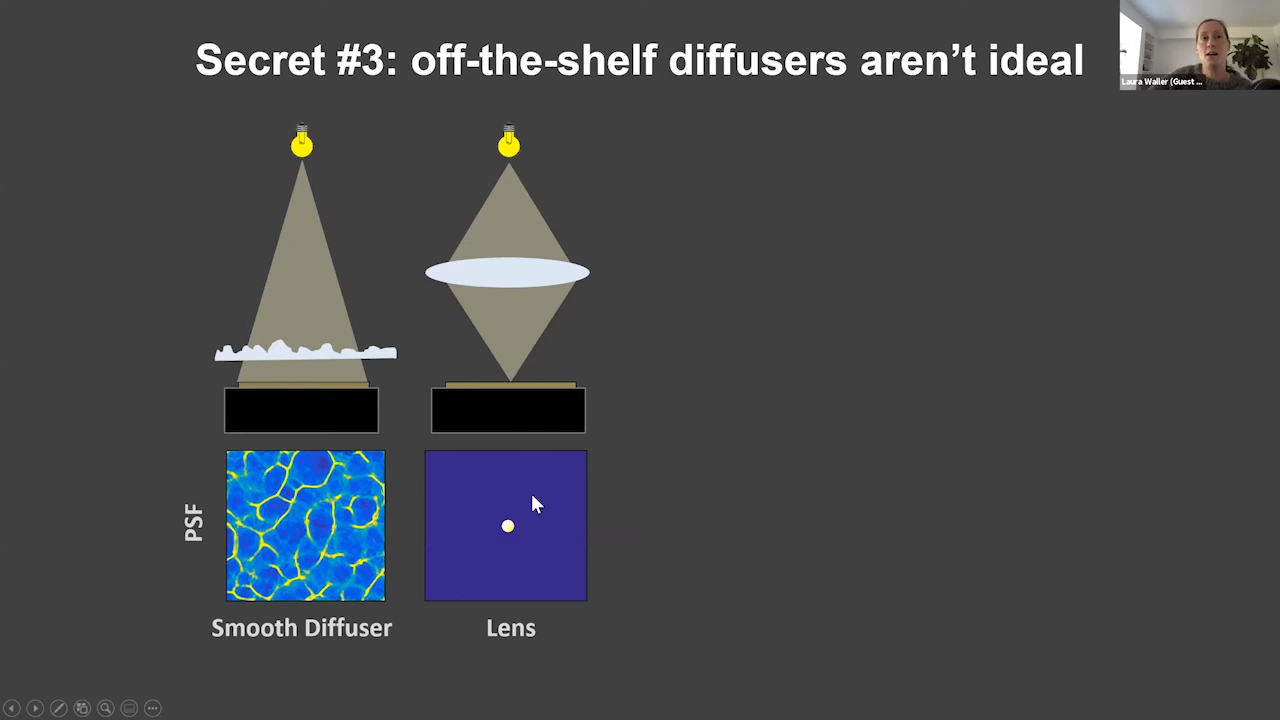 Secret #3: off-the-shelf diffusers aren't ideal
Laura Waller (Guest ...
PSF
Smooth Diffuser
Lens